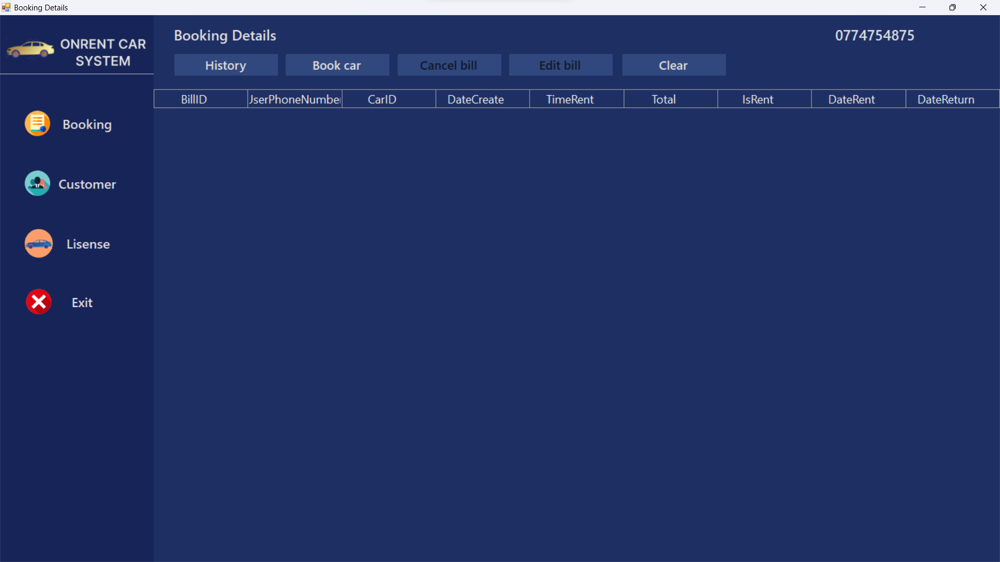 Booking Details
ONRENT CAR
SYSTEM
Booking Details
0774754875
History
Book car
Cancel bill
Edit bill
Clear
BillID
CarID
DateCreate
TimeRent
Total
IsRent
DateRent
DateReturn
Booking
Customer
Lisense
Exit